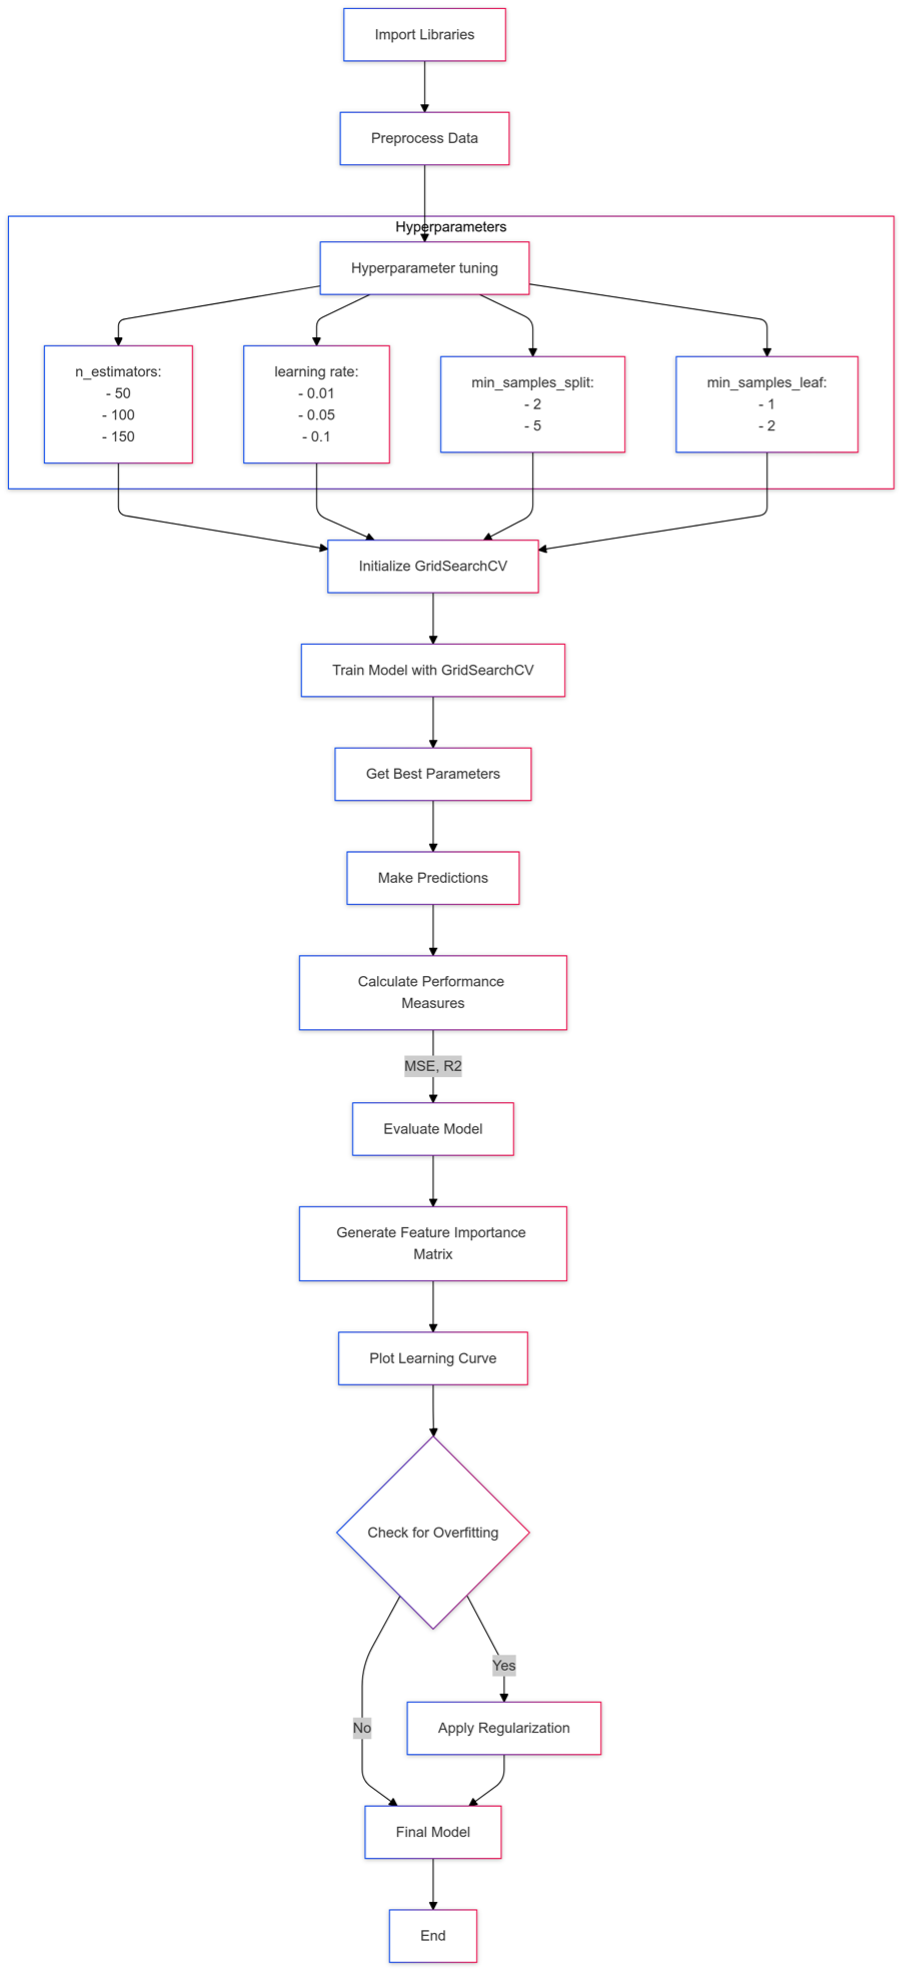 Import Libraries
Preprocess Data
Hyperparameters
Hyperparameter tuning
n_estimators:
- 50
- 100
- 150
learning rate:
- 0.01
- 0.05
- 0.1
min_samples_split:
- 2
- 5
min_samples_leaf:
- 1
- 2
Initialize GridSearchCV
Train Model with GridSearchCV
Get Best Parameters
Make Predictions
Calculate Performance
Measures
MSE, R2
Evaluate Model
Generate Feature Importance
Matrix
Plot Learning Curve
Check for Overfitting
Yes
No
Apply Regularization
Final Model
End